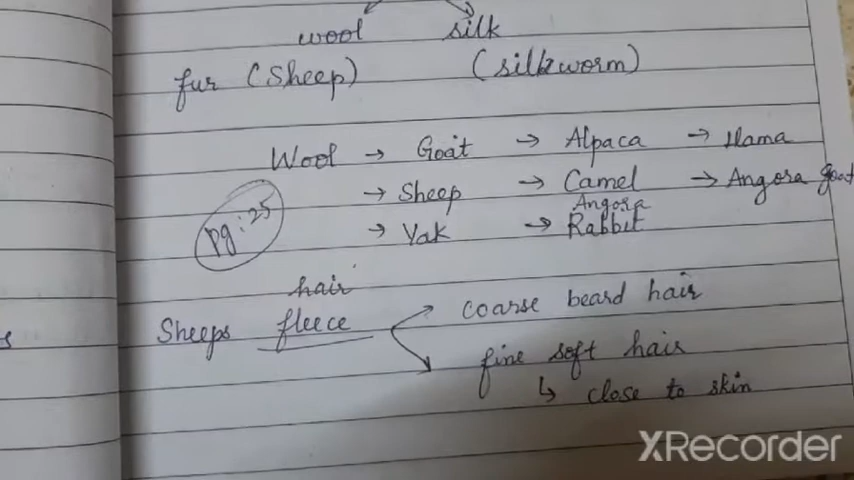 wool silk
fur (Sheep) (silkworm)
Wool → Goat → Alpaca → llama
→ Sheep → Camel → Angora goat
pg: 25
→ Yak → Angora Rabbit
hair
Sheeps fleece coarse beard hair
fine soft hair
↳ close to skin
s
XRecorder